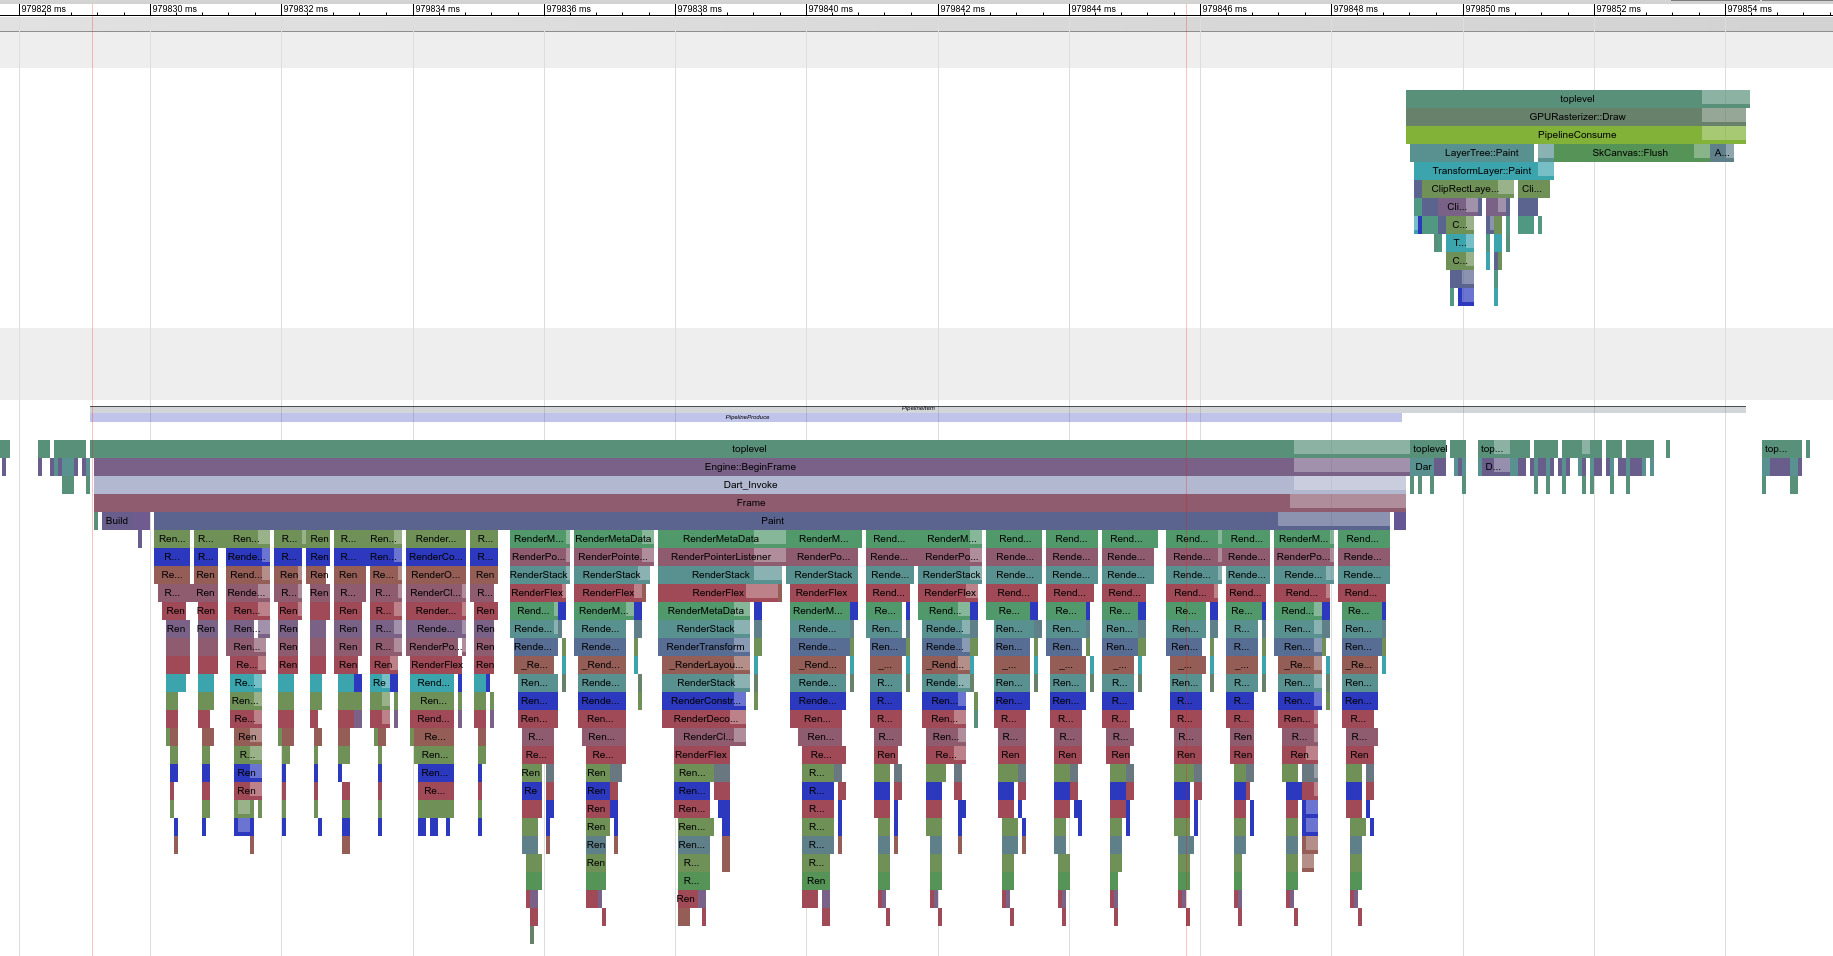 979828 ms 979830 ms 979832 ms 979834 ms 979836 ms 979838 ms 979840 ms 979842 ms 979844 ms 979846 ms 979848 ms 979850 ms 979852 ms 979854 ms
toplevel
GPURasterizer::Draw
PipelineConsume
LayerTree::Paint SkCanvas::Flush A...
TransformLayer::Paint
ClipRectLaye... Cli...
Cli...
C...
T...
C...
PipelineItem
PipelineProduce
toplevel toplevel top... top...
Engine::BeginFrame Dar D...
Dart_Invoke
Frame
Build Paint
Ren... R... Ren... R... Ren R... Ren... Render... R... RenderM... RenderMetaData RenderMetaData RenderM... Rend... RenderM... Rend... Rend... Rend... Rend... Rend... RenderM... Rend...
R... R... Rende... R... Ren R... Ren... RenderCo... R... RenderPo... RenderPointe... RenderPointerListener RenderPo... Rende... RenderPo... Rende... Rende... Rende... Rende... Rende... RenderPo... Rende...
Re... Ren Rend... Ren Ren Ren Re... RenderO... Ren RenderStack RenderStack RenderStack RenderStack Rende... RenderStack Rende... Rende... Rende... Rende... Rende... Rende... Rende...
R... Ren Rende... Ren Ren Ren R... RenderCl... Ren RenderFlex RenderFlex RenderFlex RenderFlex Rend... RenderFlex Rend... Rend... Rend... Rend... Rend... Rende... Rend...
Ren Ren Ren... Ren Ren Ren R... Render... Ren Rend... RenderM... RenderMetaData RenderM... Re... Rend... Re... Re... Re... Re... Re... Rend... Re...
Ren Ren Ren... Ren Ren Ren R... Rende... Ren Rende... Rende... RenderStack Rende... Ren... Rende... Ren... Ren... Ren... Ren... R... Ren... Ren...
Ren... Ren Ren Ren R... RenderPo... Ren Rende... Rende... RenderTransform Rende... Ren... Rende... Ren... Ren... Ren... Ren... R... Ren... Ren...
Re... Ren Ren Ren Ren RenderFlex Ren _Re... _Rend... _RenderLayou... _Rend... _... _Rend... _... _... _... _... _... _Re... _Re...
Re... Re Rend... Ren... Rende... RenderStack Rende... R... Rende... Ren... Ren... R... Ren... R... Ren... Ren...
Ren... Ren... Ren... Rende... RenderConstr... Rende... R... Ren... Ren... R... R... Ren... R... Ren... Ren...
Re... Rend... Ren... Ren... RenderDeco... Ren... R... Ren... R... R... R... R... R... Ren... R...
Ren Re... R... Ren... RenderCl... Ren... R... Ren... R... R... R... R... Ren R... R...
R... Ren... Re... Re... RenderFlex Re... Ren Re... Ren Ren Ren Ren Ren Ren Ren
Ren Ren... Ren Ren Ren... R...
Ren Re... Re Ren Ren... R...
Ren Ren... R...
Ren Ren... R...
Ren Ren... R...
Ren R... R...
R... Ren
Ren